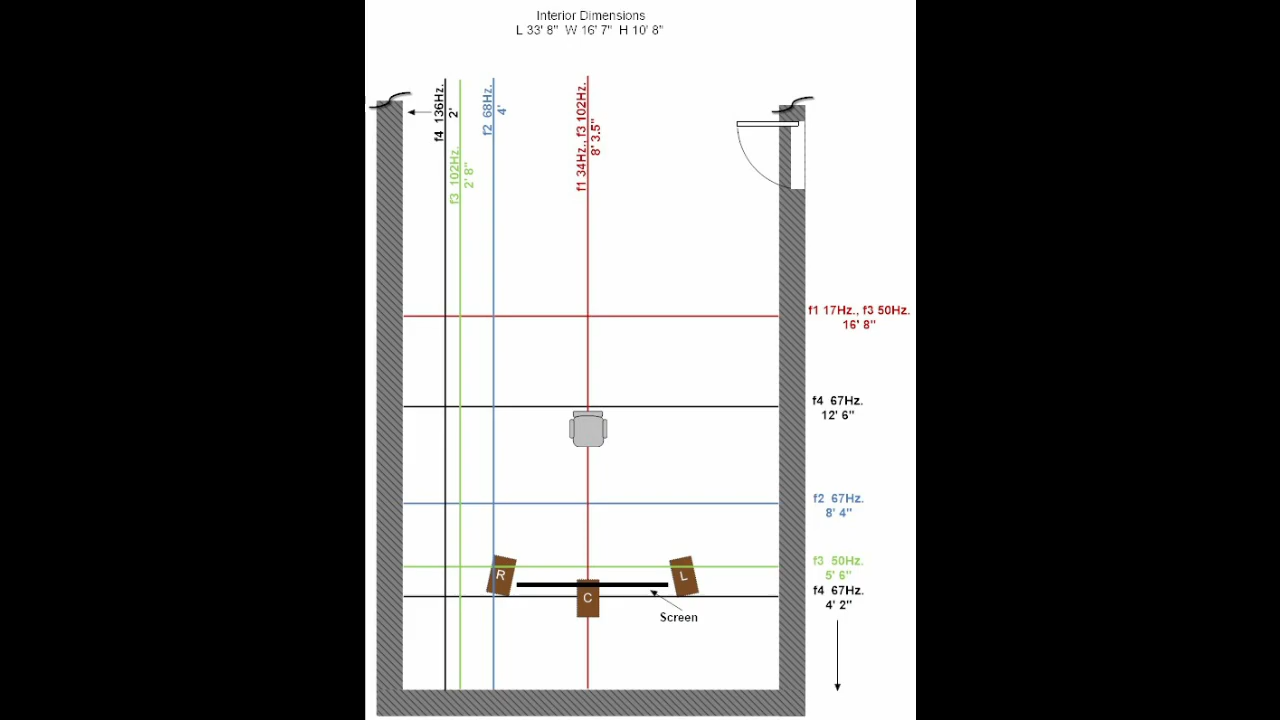 Interior Dimensions
L 33' 8" W 16' 7" H 10' 8"
f4 136Hz.
2'
f3 102Hz.
2' 8"
f2 68Hz.
4'
f1 34Hz., f3 102Hz.
8' 3.5"
f1 17Hz., f3 50Hz.
16' 8"
f4 67Hz.
12' 6"
f2 67Hz.
8' 4"
f3 50Hz.
5' 6"
f4 67Hz.
4' 2"
R
L
C
Screen